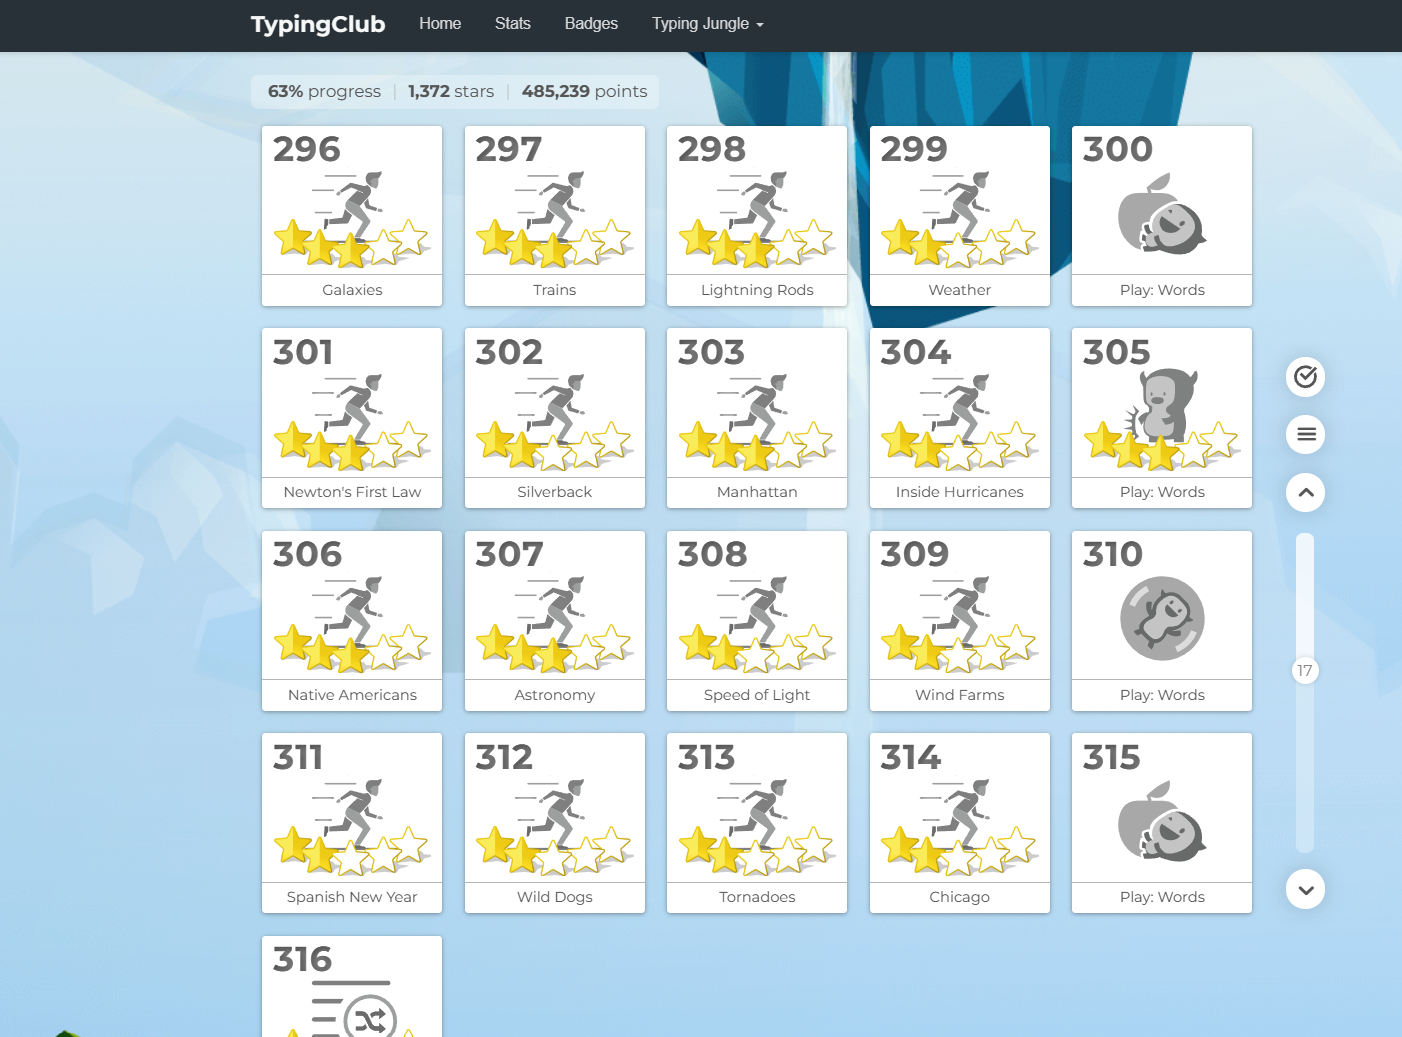 TypingClub Home Stats Badges Typing Jungle
63% progress | 1,372 stars | 485,239 points
296 297 298 299 300
Galaxies Trains Lightning Rods Weather Play: Words
301 302 303 304 305
Newton's First Law Silverback Manhattan Inside Hurricanes Play: Words
306 307 308 309 310
17
Native Americans Astronomy Speed of Light Wind Farms Play: Words
311 312 313 314 315
Spanish New Year Wild Dogs Tornadoes Chicago Play: Words
316